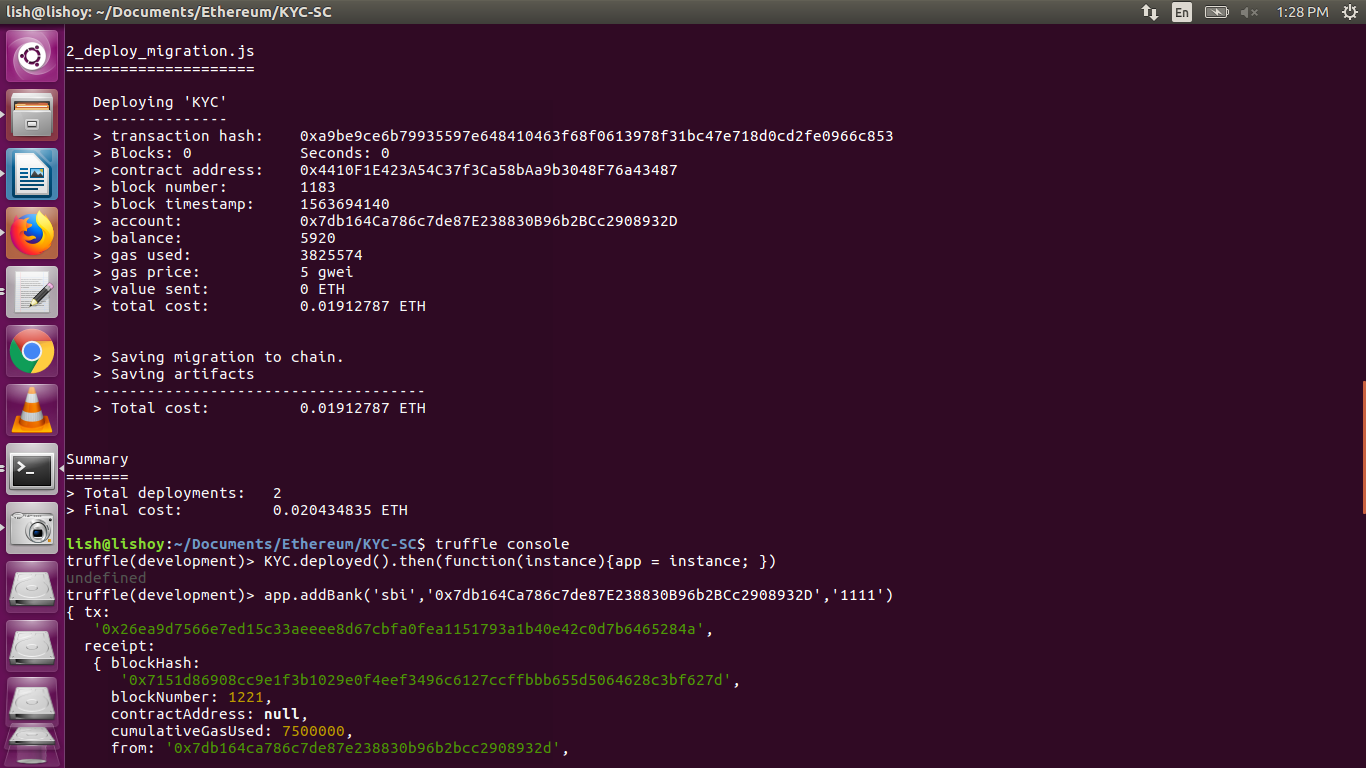 lish@lishoy: ~/Documents/Ethereum/KYC-SC
En
1:28 PM
2_deploy_migration.js
=====================
Deploying 'KYC'
---------------
> transaction hash: 0xa9be9ce6b79935597e648410463f68f0613978f31bc47e718d0cd2fe0966c853
> Blocks: 0 Seconds: 0
> contract address: 0x4410F1E423A54C37f3Ca58bAa9b3048F76a43487
> block number: 1183
> block timestamp: 1563694140
> account: 0x7db164Ca786c7de87E238830B96b2BCc2908932D
> balance: 5920
> gas used: 3825574
> gas price: 5 gwei
> value sent: 0 ETH
> total cost: 0.01912787 ETH
> Saving migration to chain.
> Saving artifacts
-------------------------------------
> Total cost: 0.01912787 ETH
Summary
=======
> Total deployments: 2
> Final cost: 0.020434835 ETH
lish@lishoy:~/Documents/Ethereum/KYC-SC$ truffle console
truffle(development)> KYC.deployed().then(function(instance){app = instance; })
undefined
truffle(development)> app.addBank('sbi','0x7db164Ca786c7de87E238830B96b2BCc2908932D','1111')
{ tx:
'0x26ea9d7566e7ed15c33aeeee8d67cbfa0fea1151793a1b40e42c0d7b6465284a',
receipt:
{ blockHash:
'0x7151d86908cc9e1f3b1029e0f4eef3496c6127ccffbbb655d5064628c3bf627d',
blockNumber: 1221,
contractAddress: null,
cumulativeGasUsed: 7500000,
from: '0x7db164ca786c7de87e238830b96b2bcc2908932d',